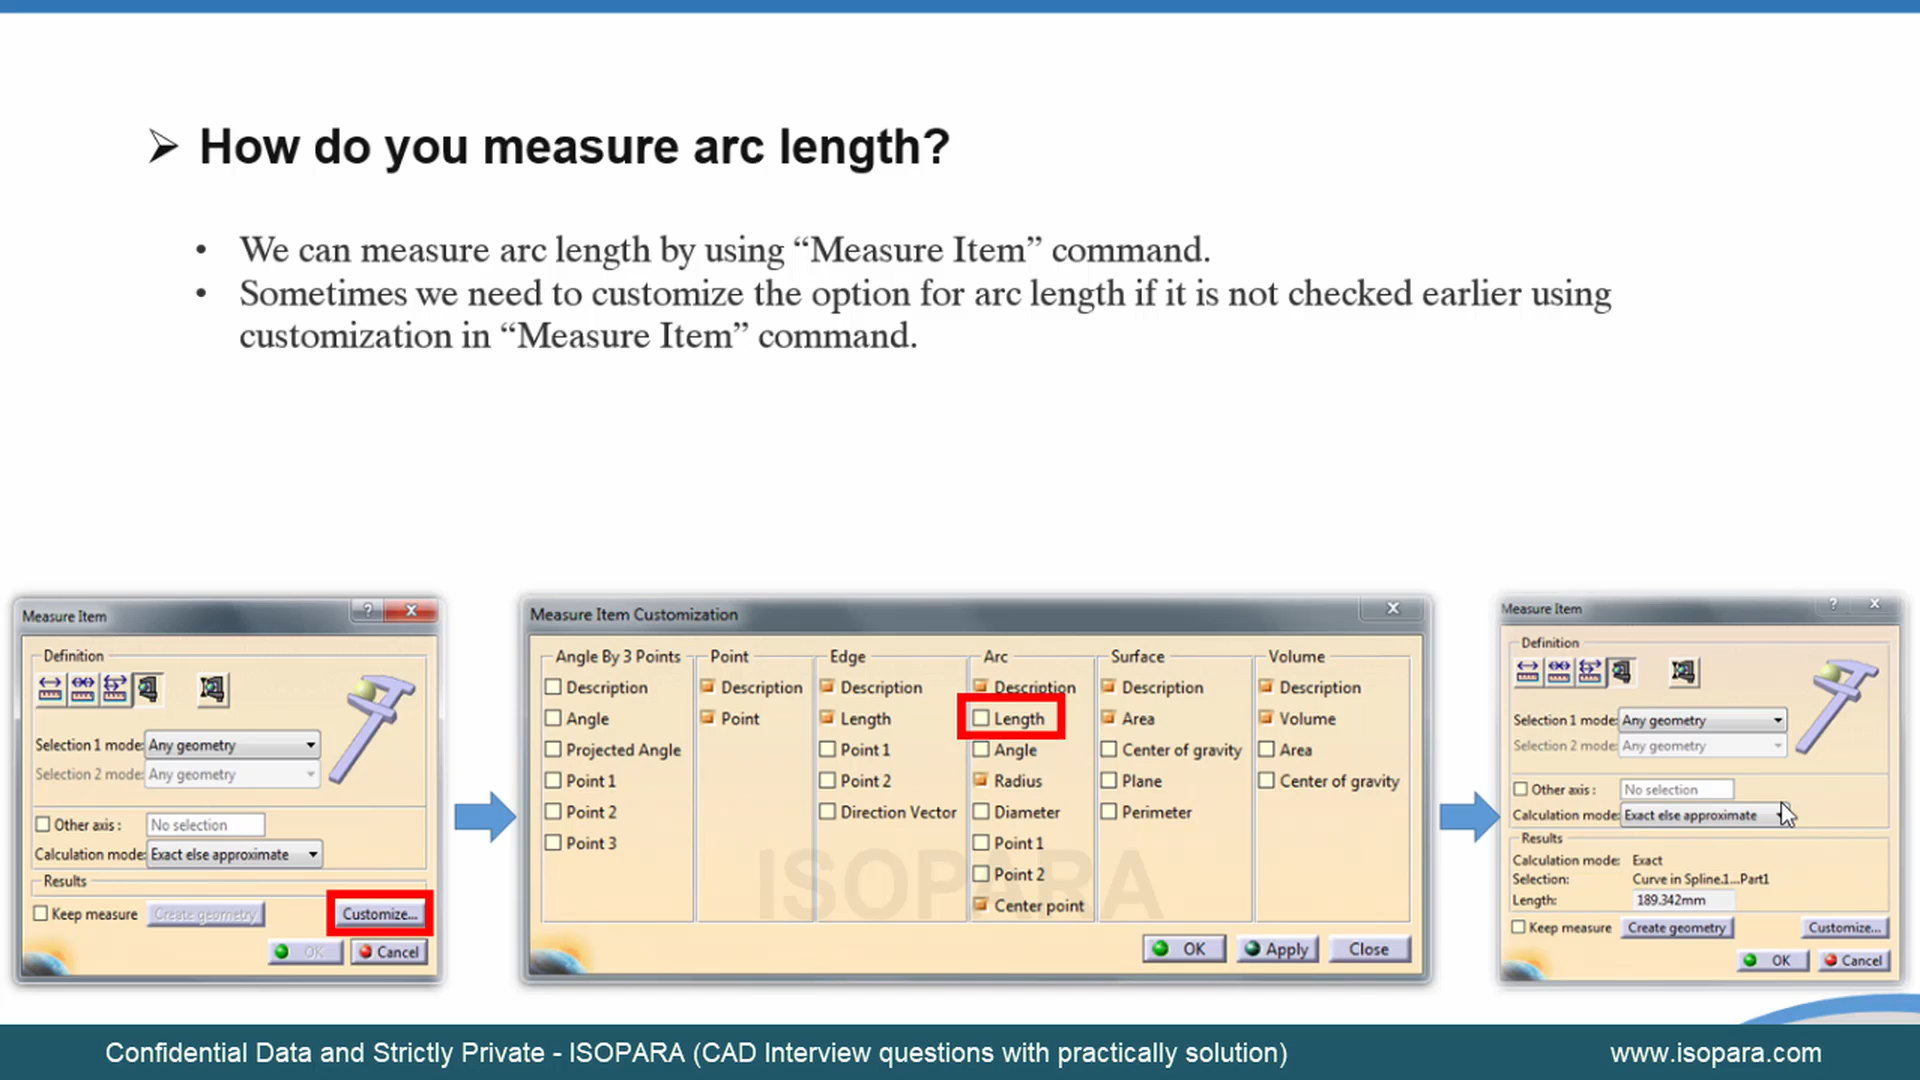 ➢ How do you measure arc length?
• We can measure arc length by using “Measure Item” command.
• Sometimes we need to customize the option for arc length if it is not checked earlier using
customization in “Measure Item” command.
Measure Item
?
Definition
Selection 1 mode: Any geometry
Selection 2 mode: Any geometry
Other axis : No selection
Calculation mode: Exact else approximate
Results
Keep measure Create geometry Customize...
OK Cancel
Measure Item Customization
Angle By 3 Points
Description
Angle
Projected Angle
Point 1
Point 2
Point 3
Point
Description
Point
Edge
Description
Length
Point 1
Point 2
Direction Vector
Arc
Description
Length
Angle
Radius
Diameter
Point 1
Point 2
Center point
Surface
Description
Area
Center of gravity
Plane
Perimeter
Volume
Description
Volume
Area
Center of gravity
ISOPARA
OK Apply Close
Measure Item
?
Definition
Selection 1 mode: Any geometry
Selection 2 mode: Any geometry
Other axis : No selection
Calculation mode: Exact else approximate
Results
Calculation mode: Exact
Selection: Curve in Spline.1...Part1
Length: 189.342mm
Keep measure Create geometry Customize...
OK Cancel
Confidential Data and Strictly Private - ISOPARA (CAD Interview questions with practically solution)
www.isopara.com